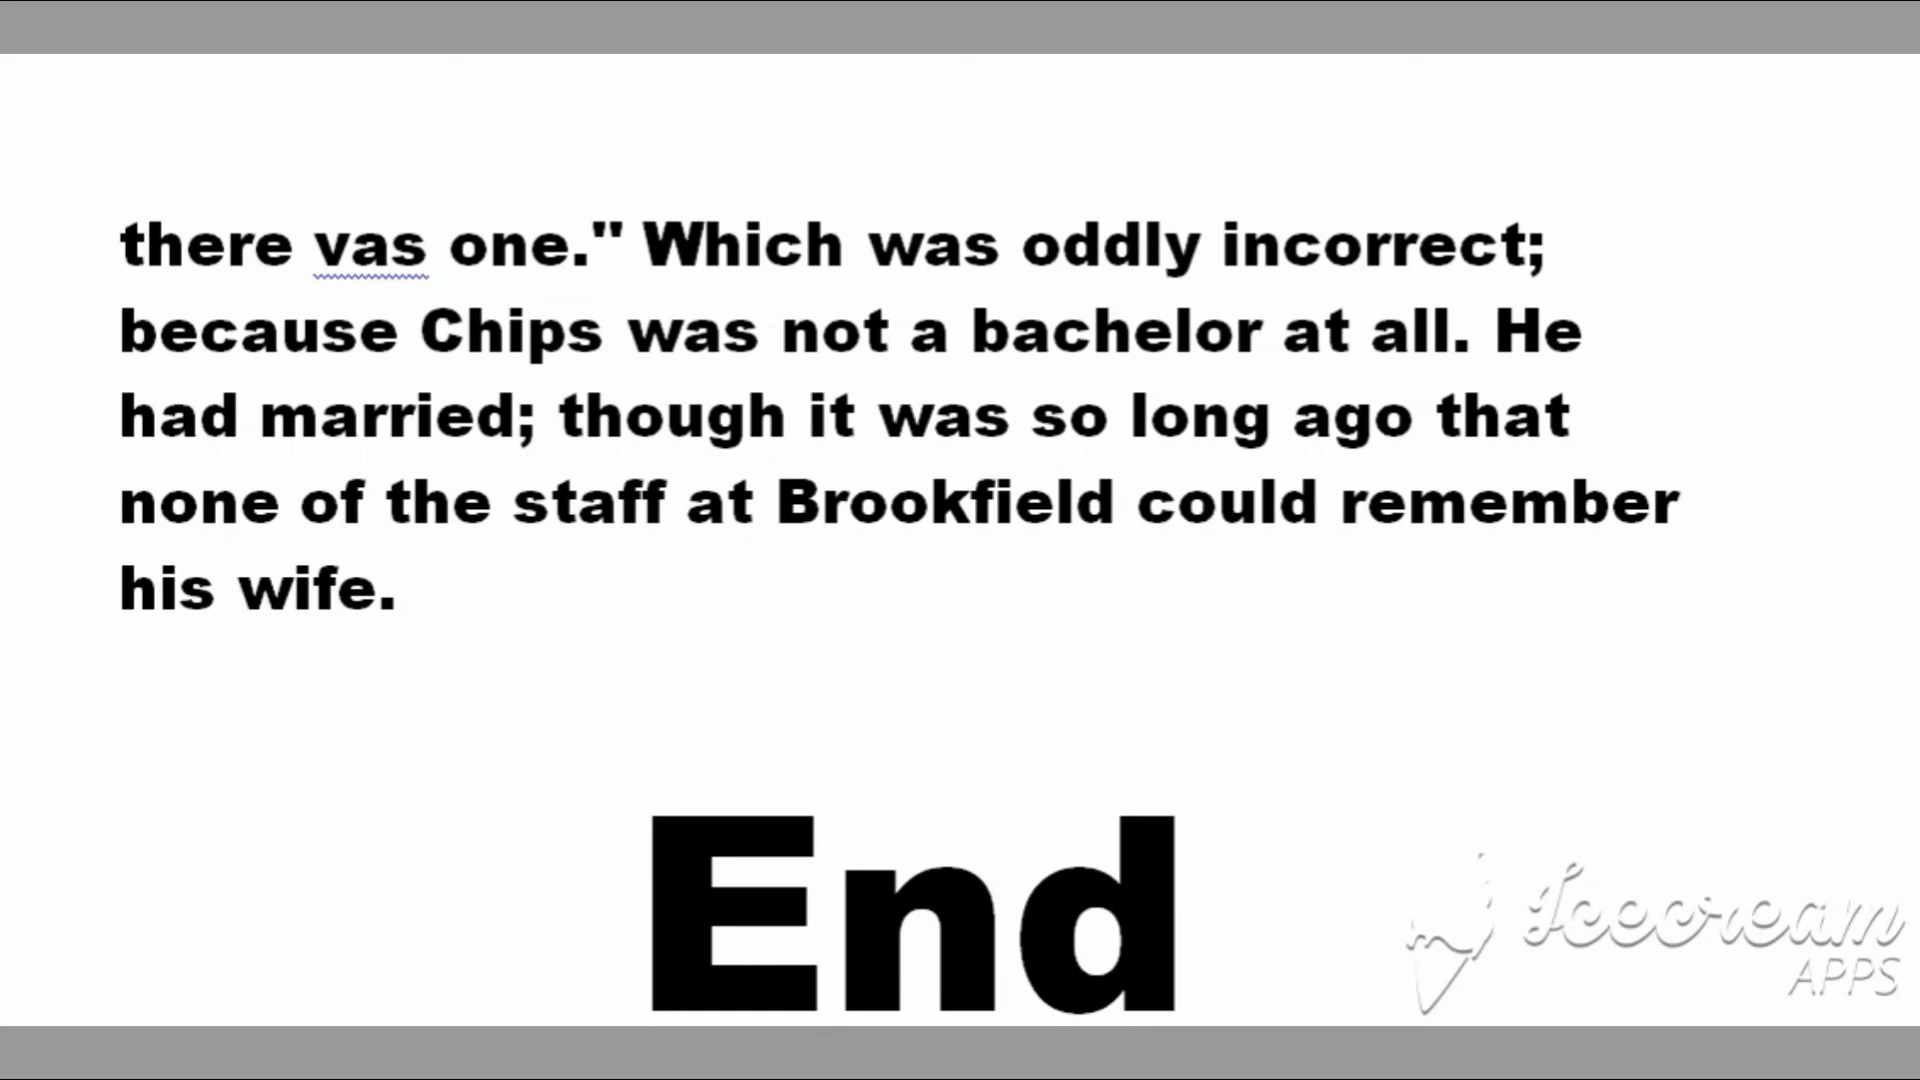 there vas one." Which was oddly incorrect;
because Chips was not a bachelor at all. He
had married; though it was so long ago that
none of the staff at Brookfield could remember
his wife.
End
Icecream
APPS